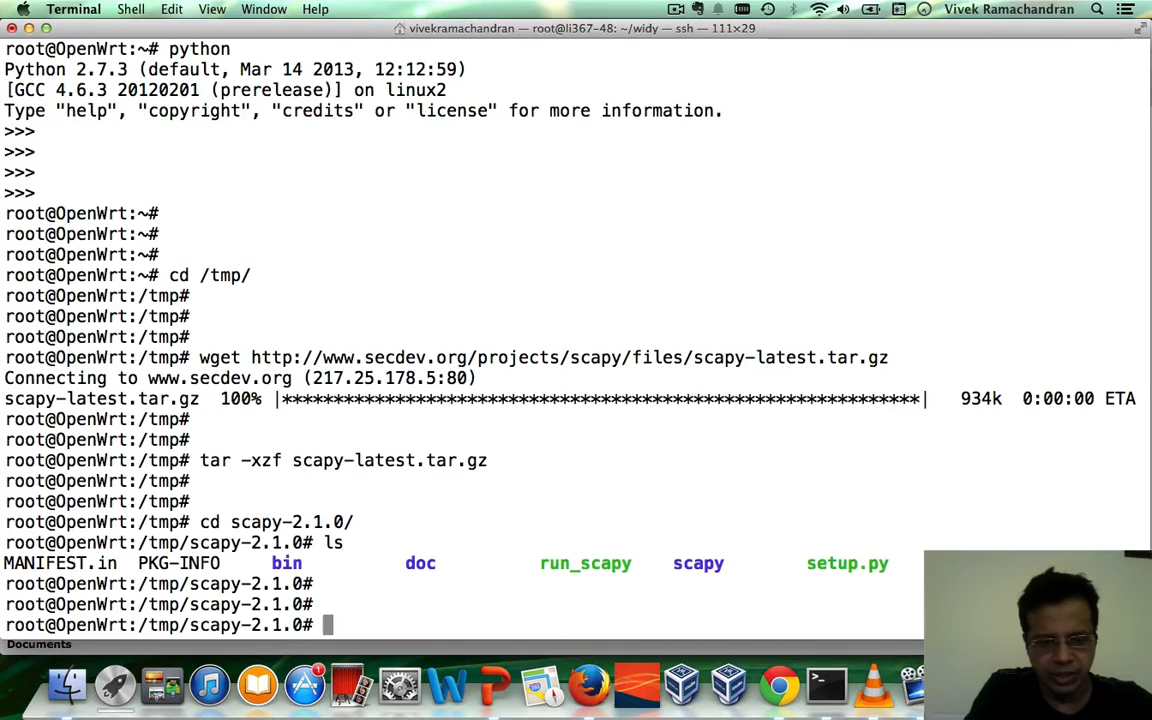 Terminal Shell Edit View Window Help Vivek Ramachandran
vivekramachandran — root@li367-48: ~/widy — ssh — 111×29
root@OpenWrt:~# python
Python 2.7.3 (default, Mar 14 2013, 12:12:59)
[GCC 4.6.3 20120201 (prerelease)] on linux2
Type "help", "copyright", "credits" or "license" for more information.
>>>
>>>
>>>
>>>
root@OpenWrt:~#
root@OpenWrt:~#
root@OpenWrt:~#
root@OpenWrt:~# cd /tmp/
root@OpenWrt:/tmp#
root@OpenWrt:/tmp#
root@OpenWrt:/tmp#
root@OpenWrt:/tmp# wget http://www.secdev.org/projects/scapy/files/scapy-latest.tar.gz
Connecting to www.secdev.org (217.25.178.5:80)
scapy-latest.tar.gz 100% |**************************************************************| 934k 0:00:00 ETA
root@OpenWrt:/tmp#
root@OpenWrt:/tmp#
root@OpenWrt:/tmp# tar -xzf scapy-latest.tar.gz
root@OpenWrt:/tmp#
root@OpenWrt:/tmp#
root@OpenWrt:/tmp# cd scapy-2.1.0/
root@OpenWrt:/tmp/scapy-2.1.0# ls
MANIFEST.in PKG-INFO bin doc run_scapy scapy setup.py
root@OpenWrt:/tmp/scapy-2.1.0#
root@OpenWrt:/tmp/scapy-2.1.0#
root@OpenWrt:/tmp/scapy-2.1.0#
Documents